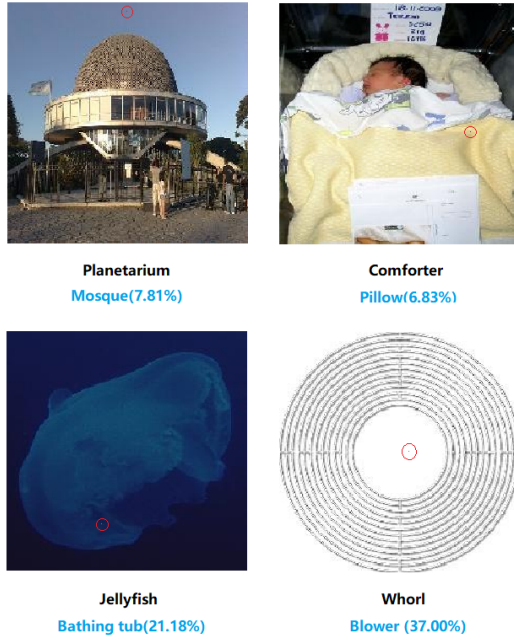 Planetarium
Mosque(7.81%)
Comforter
Pillow(6.83%)
Jellyfish
Bathing tub(21.18%)
Whorl
Blower (37.00%)